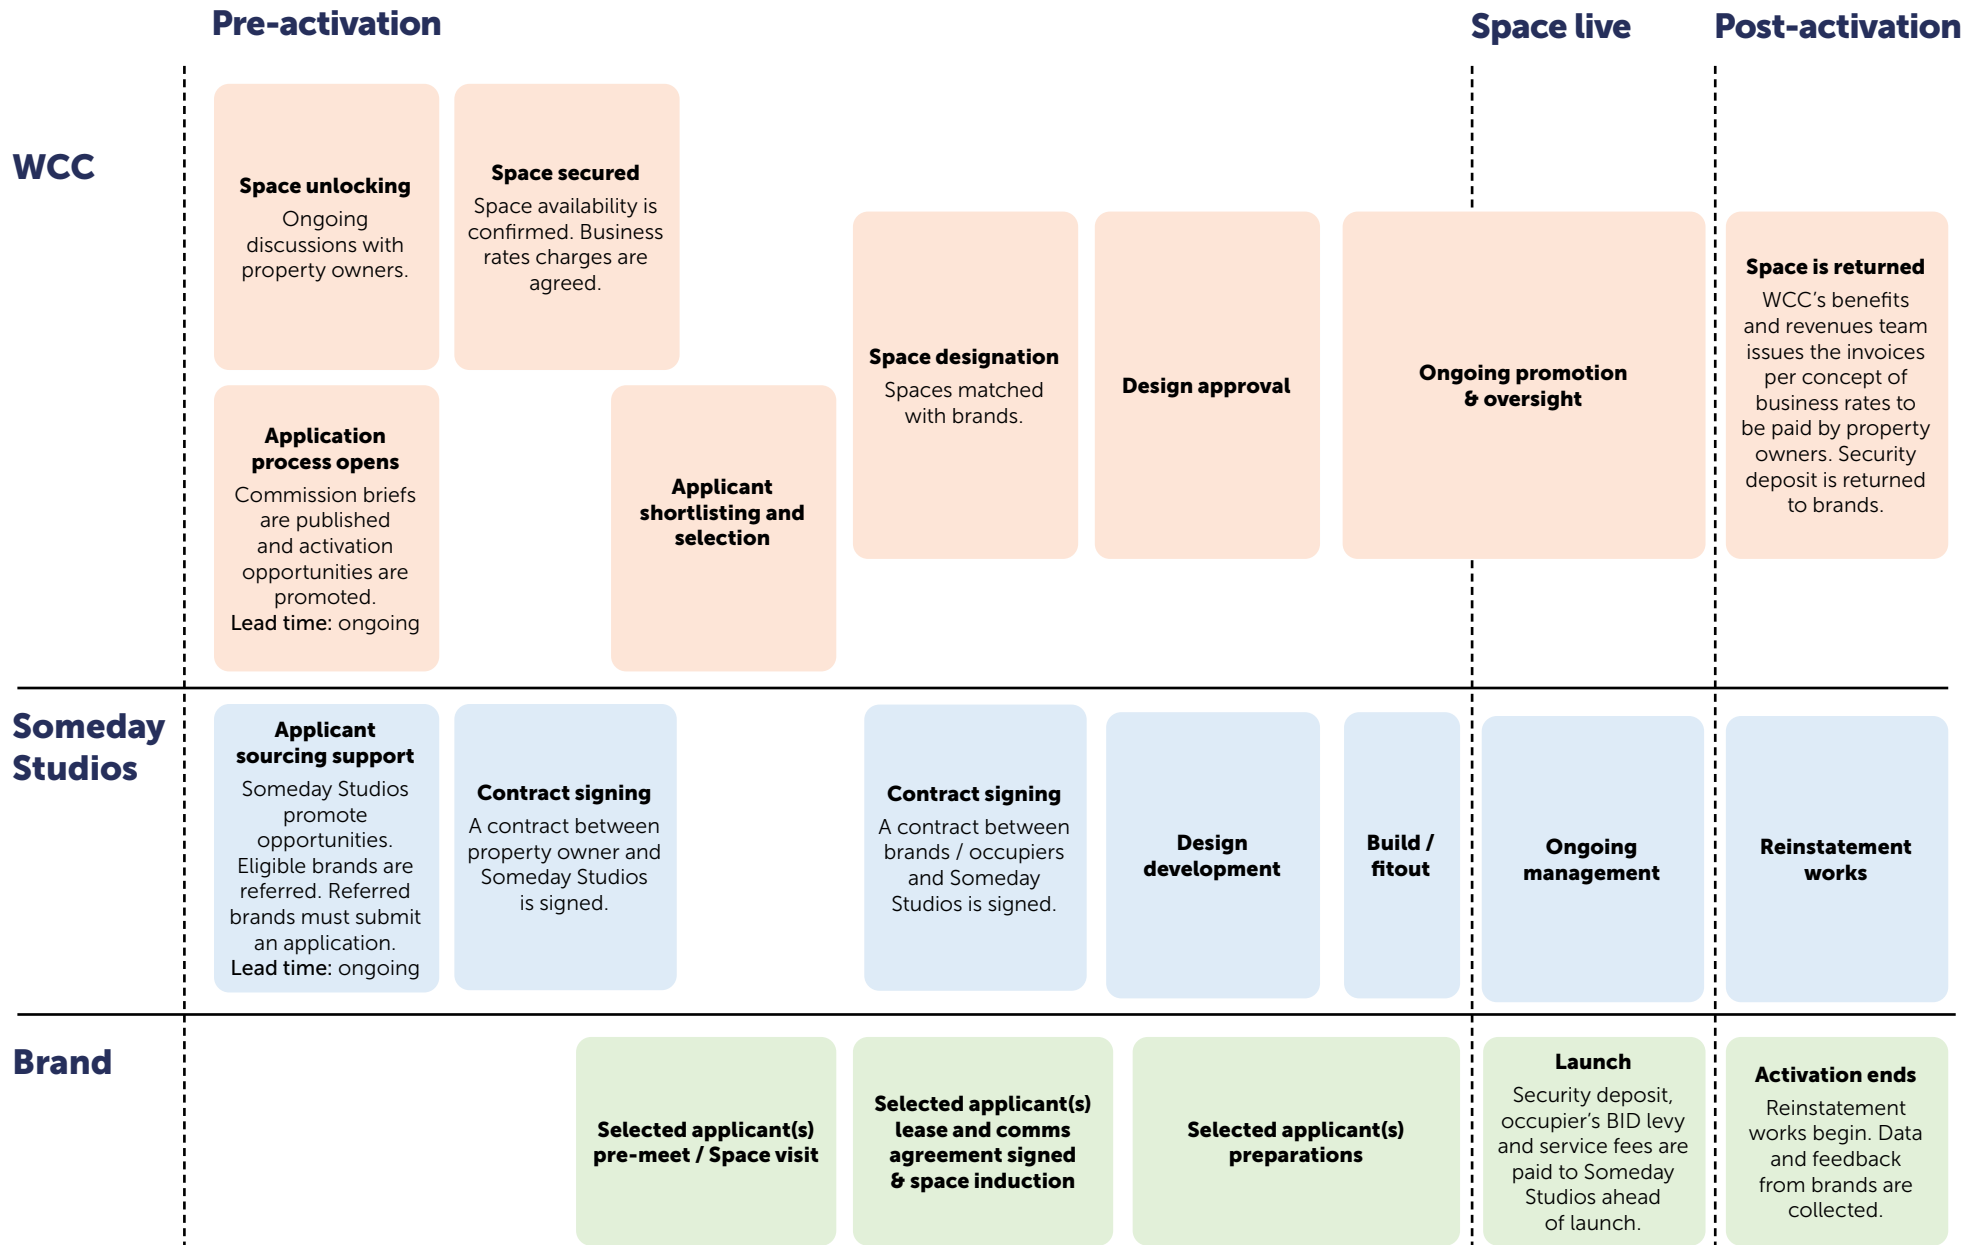 Pre-activation
Space live
Post-activation
WCC
Space unlocking
Ongoing
discussions with
property owners.
Space secured
Space availability is
confirmed. Business
rates charges are
agreed.
Application
process opens
Commission briefs
are published
and activation
opportunities are
promoted.
Lead time: ongoing
Applicant
shortlisting and
selection
Space designation
Spaces matched
with brands.
Design approval
Ongoing promotion
& oversight
Space is returned
WCC’s benefits
and revenues team
issues the invoices
per concept of
business rates to
be paid by property
owners. Security
deposit is returned
to brands.
Someday
Studios
Applicant
sourcing support
Someday Studios
promote
opportunities.
Eligible brands are
referred. Referred
brands must submit
an application.
Lead time: ongoing
Contract signing
A contract between
property owner and
Someday Studios
is signed.
Contract signing
A contract between
brands / occupiers
and Someday
Studios is signed.
Design
development
Build /
fitout
Ongoing
management
Reinstatement
works
Brand
Selected applicant(s)
pre-meet / Space visit
Selected applicant(s)
lease and comms
agreement signed
& space induction
Selected applicant(s)
preparations
Launch
Security deposit,
occupier’s BID levy
and service fees are
paid to Someday
Studios ahead
of launch.
Activation ends
Reinstatement
works begin. Data
and feedback
from brands are
collected.